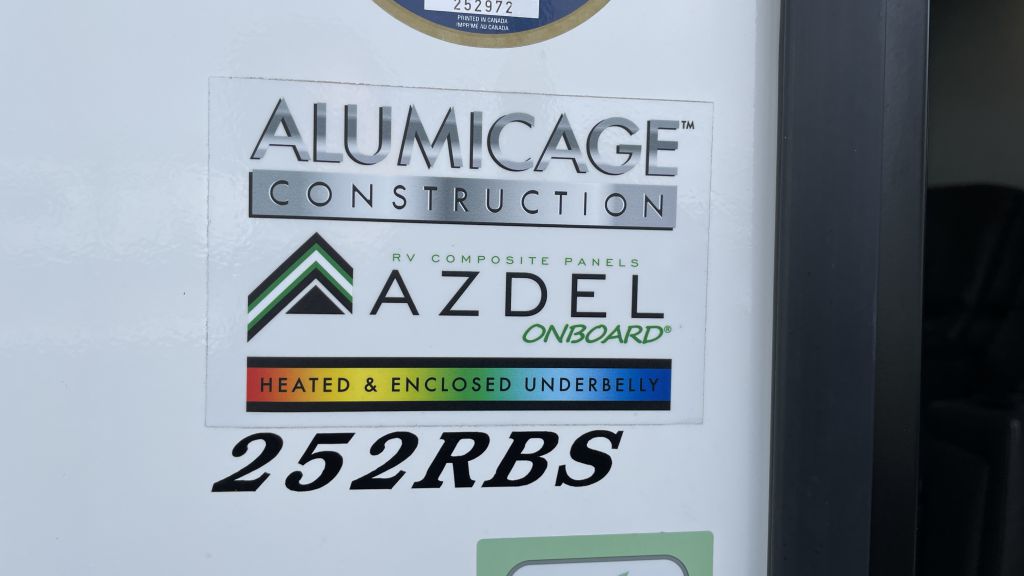 252972
PRINTED IN CANADA
IMPRIMÉ AU CANADA
ALUMICAGE™
CONSTRUCTION
RV COMPOSITE PANELS
AZDEL
ONBOARD®
HEATED & ENCLOSED UNDERBELLY
252RBS